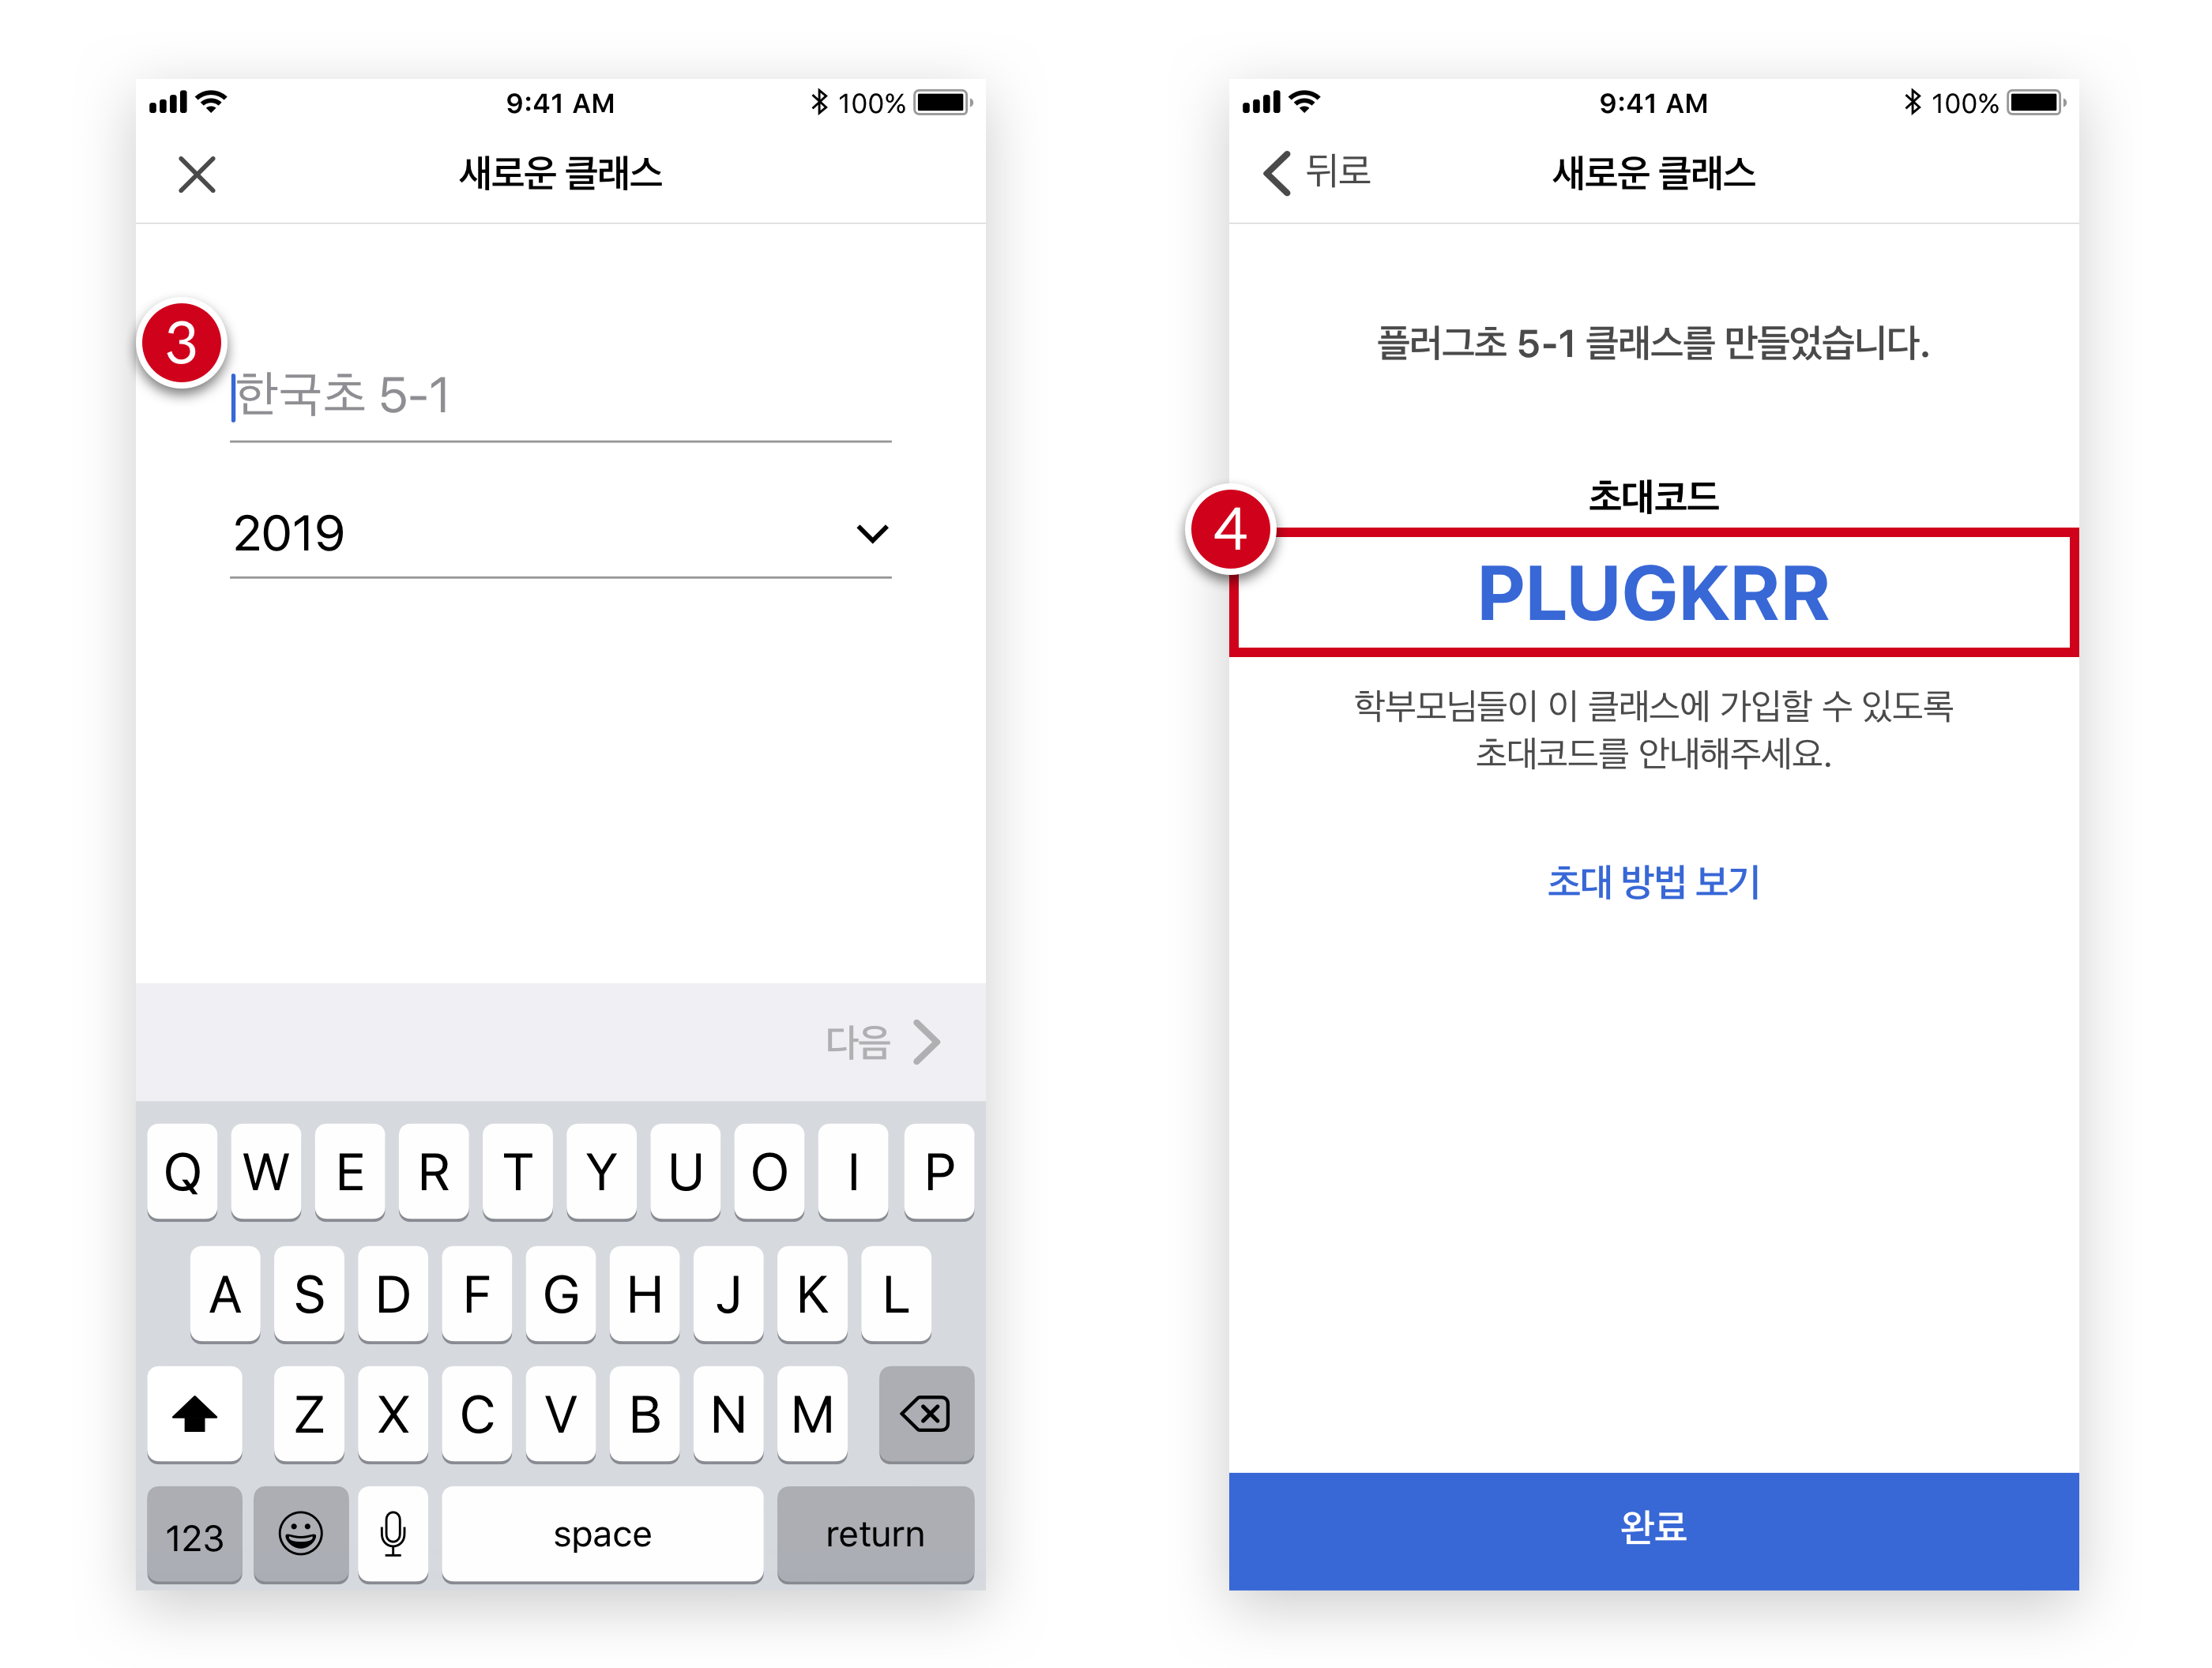 9:41 AM
100%
새로운 클래스
3
한국초 5-1
2019
다음
Q W E R T Y U O I P
A S D F G H J K L
Z X C V B N M
123 space return
9:41 AM
100%
뒤로 새로운 클래스
플러그초 5-1 클래스를 만들었습니다.
초대코드
4
PLUGKRR
학부모님들이 이 클래스에 가입할 수 있도록
초대코드를 안내해주세요.
초대 방법 보기
완료